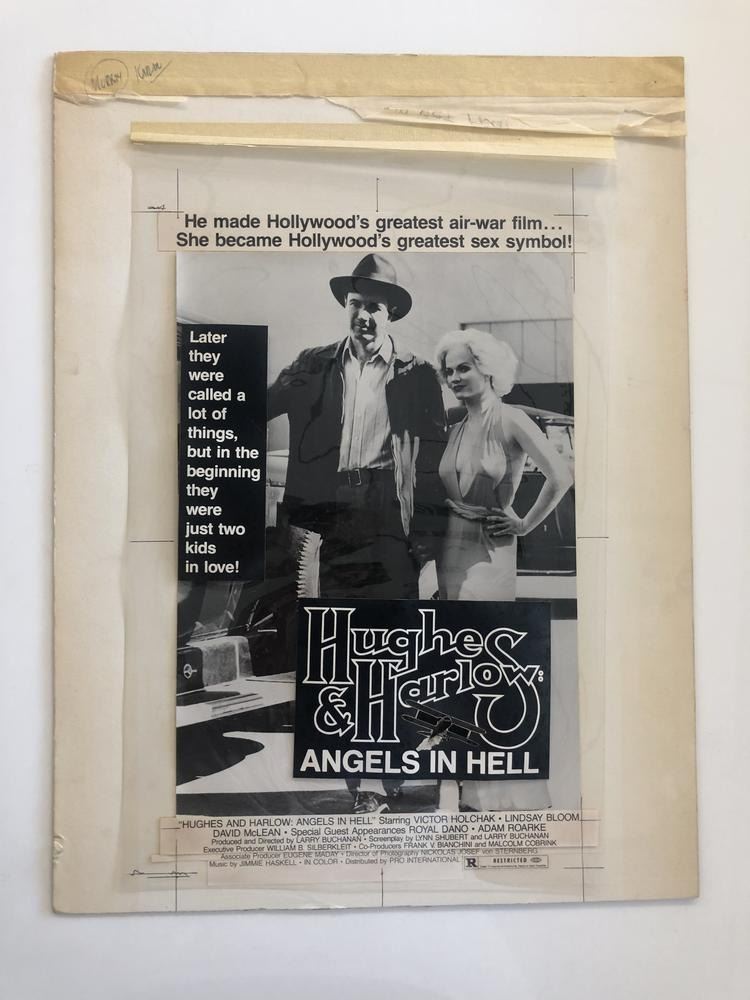 MURRAY
He made Hollywood's greatest air-war film...
She became Hollywood's greatest sex symbol!
Later
they
were
called a
lot of
things,
but in the
beginning
they
were
just two
kids
in love!
Hughes
& Harlow:
ANGELS IN HELL
"HUGHES AND HARLOW: ANGELS IN HELL" Starring VICTOR HOLCHAK • LINDSAY BLOOM
DAVID McLEAN • Special Guest Appearances ROYAL DANO • ADAM ROARKE
Produced and Directed by LARRY BUCHANAN • Screenplay by LYNN SHUBERT and LARRY BUCHANAN
Executive Producer WILLIAM B. SILBERKLEIT • Co-Producers FRANK V. BIANCHINI and MALCOLM COBRINK
Associate Producer EUGENE MADAY • Director of Photography NICKOLAS JOSEF von STERNBERG
Music by JIMMIE HASKELL • IN COLOR • Distributed by PRO INTERNATIONAL
R RESTRICTED